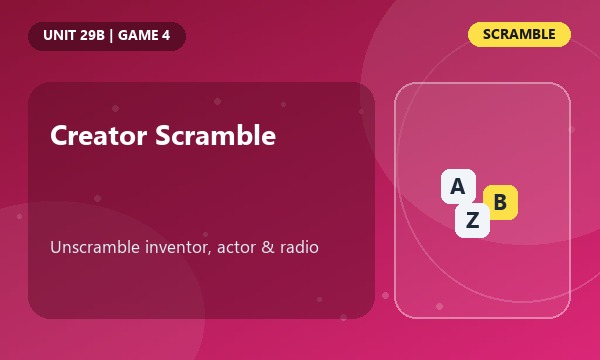 UNIT 29B | GAME 4
SCRAMBLE
Creator Scramble
Unscramble inventor, actor & radio
A
B
Z